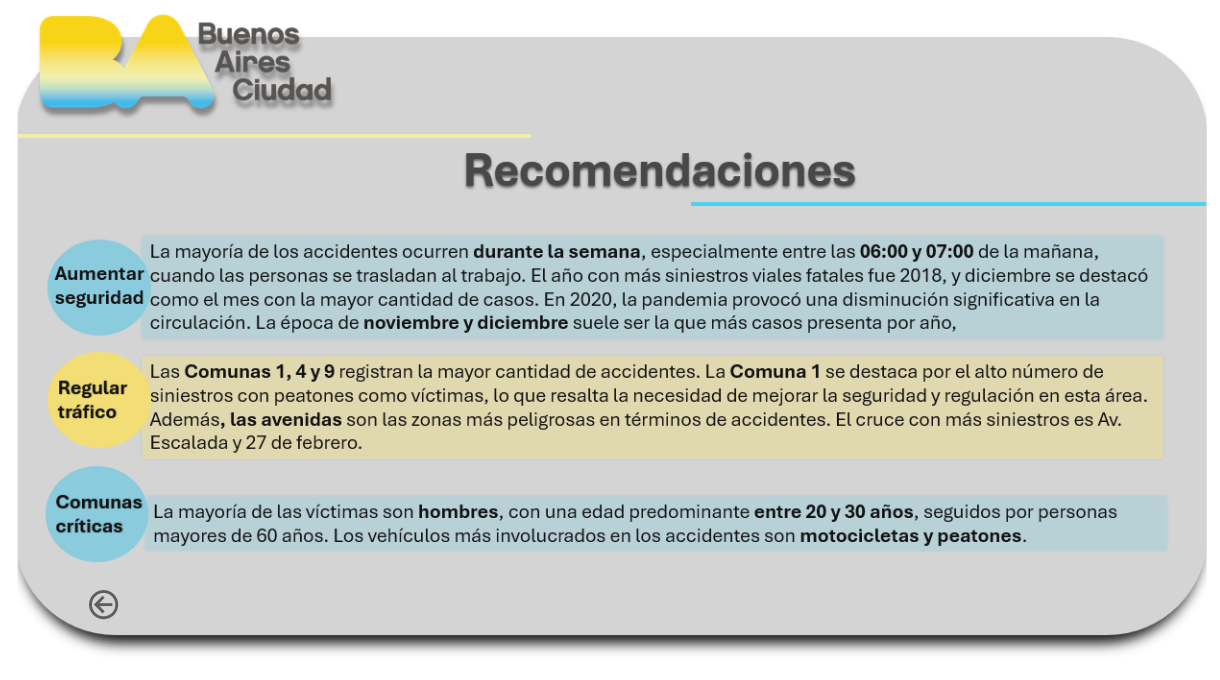 BA
Buenos
Aires
Ciudad
Recomendaciones
Aumentar
seguridad
La mayoría de los accidentes ocurren durante la semana, especialmente entre las 06:00 y 07:00 de la mañana,
cuando las personas se trasladan al trabajo. El año con más siniestros viales fatales fue 2018, y diciembre se destacó
como el mes con la mayor cantidad de casos. En 2020, la pandemia provocó una disminución significativa en la
circulación. La época de noviembre y diciembre suele ser la que más casos presenta por año,
Regular
tráfico
Las Comunas 1, 4 y 9 registran la mayor cantidad de accidentes. La Comuna 1 se destaca por el alto número de
siniestros con peatones como víctimas, lo que resalta la necesidad de mejorar la seguridad y regulación en esta área.
Además, las avenidas son las zonas más peligrosas en términos de accidentes. El cruce con más siniestros es Av.
Escalada y 27 de febrero.
Comunas
críticas
La mayoría de las víctimas son hombres, con una edad predominante entre 20 y 30 años, seguidos por personas
mayores de 60 años. Los vehículos más involucrados en los accidentes son motocicletas y peatones.